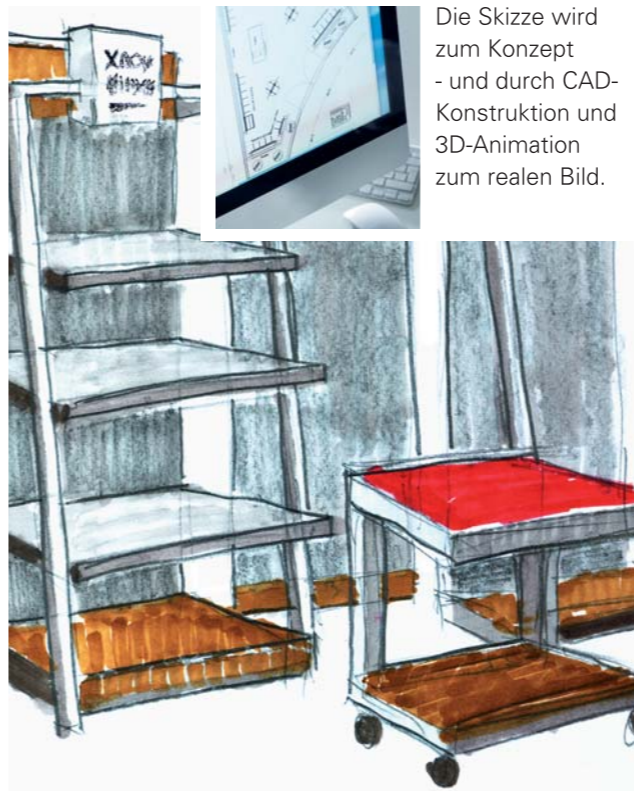 Die Skizze wird
zum Konzept
- und durch CAD-
Konstruktion und
3D-Animation
zum realen Bild.